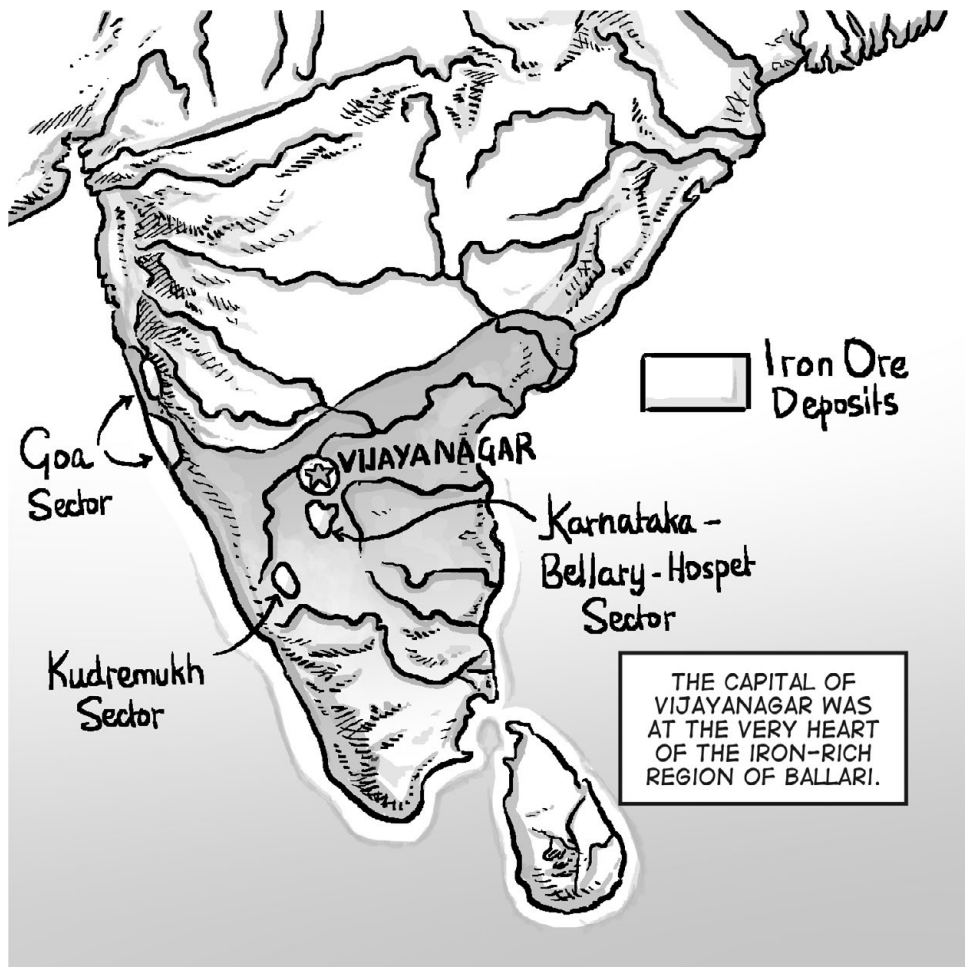 Iron Ore
Deposits
Goa
Sector
VIJAYANAGAR
Karnataka -
Bellary - Hospet
Sector
Kudremukh
Sector
THE CAPITAL OF
VIJAYANAGAR WAS
AT THE VERY HEART
OF THE IRON-RICH
REGION OF BALLARI.